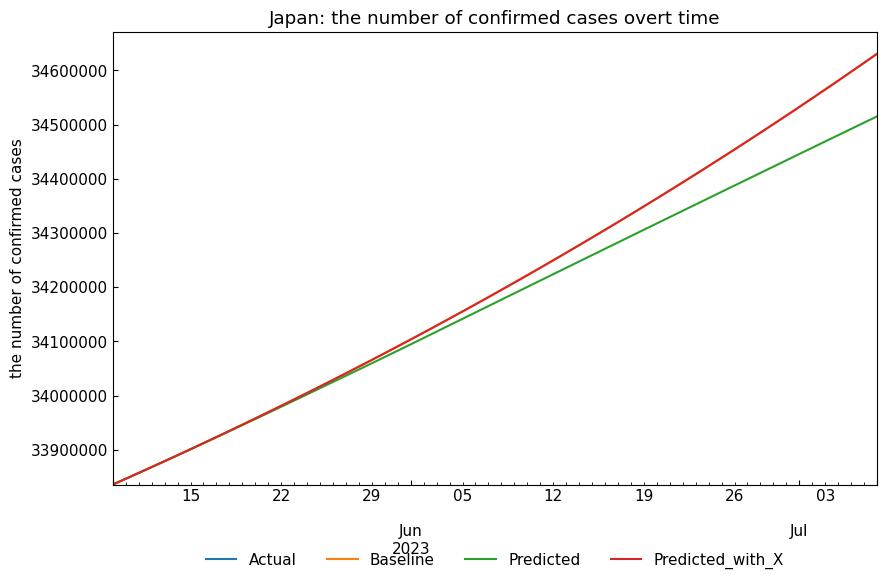 Japan: the number of confirmed cases overt time
the number of confirmed cases
34600000
34500000
34400000
34300000
34200000
34100000
34000000
33900000
15 22 29 05 12 19 26 03
Jun Jul
2023
Actual Baseline Predicted Predicted_with_X